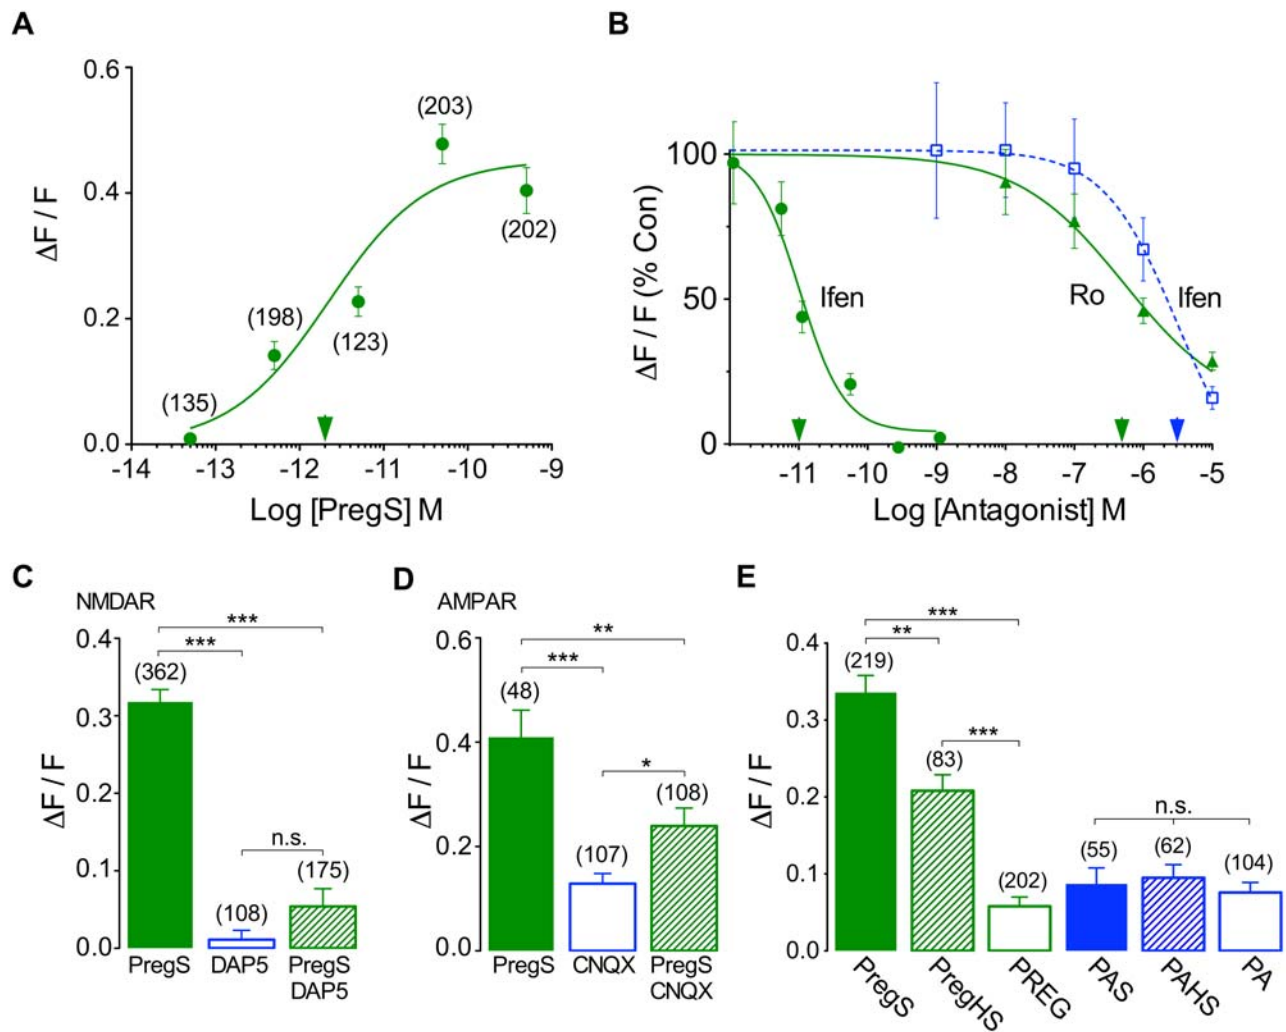 A
0.6
0.4
0.2
0.0
ΔF / F
(135)
(198)
(123)
(203)
(202)
-14 -13 -12 -11 -10 -9
Log [PregS] M
B
100
50
0
ΔF / F (% Con)
Ifen
Ro
Ifen
-11 -10 -9 -8 -7 -6 -5
Log [Antagonist] M
C
NMDAR
***
***
0.4
0.3
0.2
0.1
0.0
ΔF / F
(362)
n.s.
(108)
(175)
PregS DAP5 PregS
DAP5
D
AMPAR
**
***
*
0.6
0.4
0.2
0.0
ΔF / F
(48)
(107)
(108)
PregS CNQX PregS
CNQX
E
***
**
***
n.s.
0.4
0.3
0.2
0.1
0.0
ΔF / F
(219)
(83)
(202)
(55)
(62)
(104)
PregS
PregHS
PREG
PAS
PAHS
PA